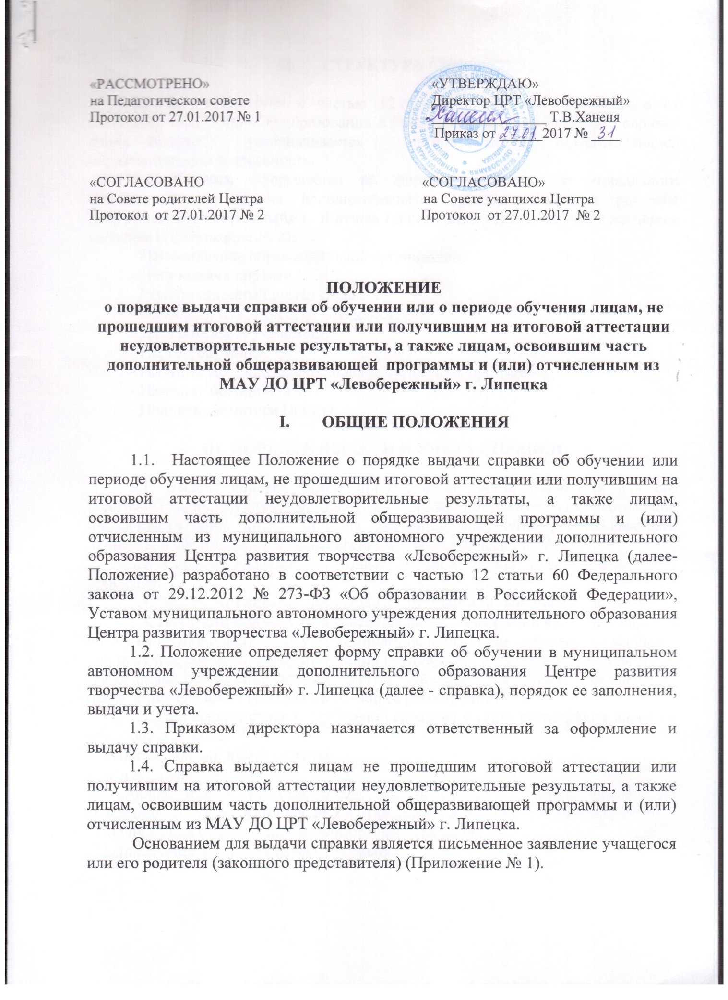 «РАССМОТРЕНО»
на Педагогическом совете
Протокол от 27.01.2017 № 1
«УТВЕРЖДАЮ»
Директор ЦРТ «Левобережный»
Ханеня Т.В.Ханеня
Приказ от 27.01.2017 № 31
«СОГЛАСОВАНО
на Совете родителей Центра
Протокол от 27.01.2017 № 2
«СОГЛАСОВАНО»
на Совете учащихся Центра
Протокол от 27.01.2017 № 2
ПОЛОЖЕНИЕ
о порядке выдачи справки об обучении или о периоде обучения лицам, не
прошедшим итоговой аттестации или получившим на итоговой аттестации
неудовлетворительные результаты, а также лицам, освоившим часть
дополнительной общеразвивающей программы и (или) отчисленным из
МАУ ДО ЦРТ «Левобережный» г. Липецка
I. ОБЩИЕ ПОЛОЖЕНИЯ
1.1. Настоящее Положение о порядке выдачи справки об обучении или
периоде обучения лицам, не прошедшим итоговой аттестации или получившим на
итоговой аттестации неудовлетворительные результаты, а также лицам,
освоившим часть дополнительной общеразвивающей программы и (или)
отчисленным из муниципального автономного учреждении дополнительного
образования Центра развития творчества «Левобережный» г. Липецка (далее-
Положение) разработано в соответствии с частью 12 статьи 60 Федерального
закона от 29.12.2012 № 273-ФЗ «Об образовании в Российской Федерации»,
Уставом муниципального автономного учреждения дополнительного образования
Центра развития творчества «Левобережный» г. Липецка.
1.2. Положение определяет форму справки об обучении в муниципальном
автономном учреждении дополнительного образования Центре развития
творчества «Левобережный» г. Липецка (далее - справка), порядок ее заполнения,
выдачи и учета.
1.3. Приказом директора назначается ответственный за оформление и
выдачу справки.
1.4. Справка выдается лицам не прошедшим итоговой аттестации или
получившим на итоговой аттестации неудовлетворительные результаты, а также
лицам, освоившим часть дополнительной общеразвивающей программы и (или)
отчисленным из МАУ ДО ЦРТ «Левобережный» г. Липецка.
Основанием для выдачи справки является письменное заявление учащегося
или его родителя (законного представителя) (Приложение № 1).